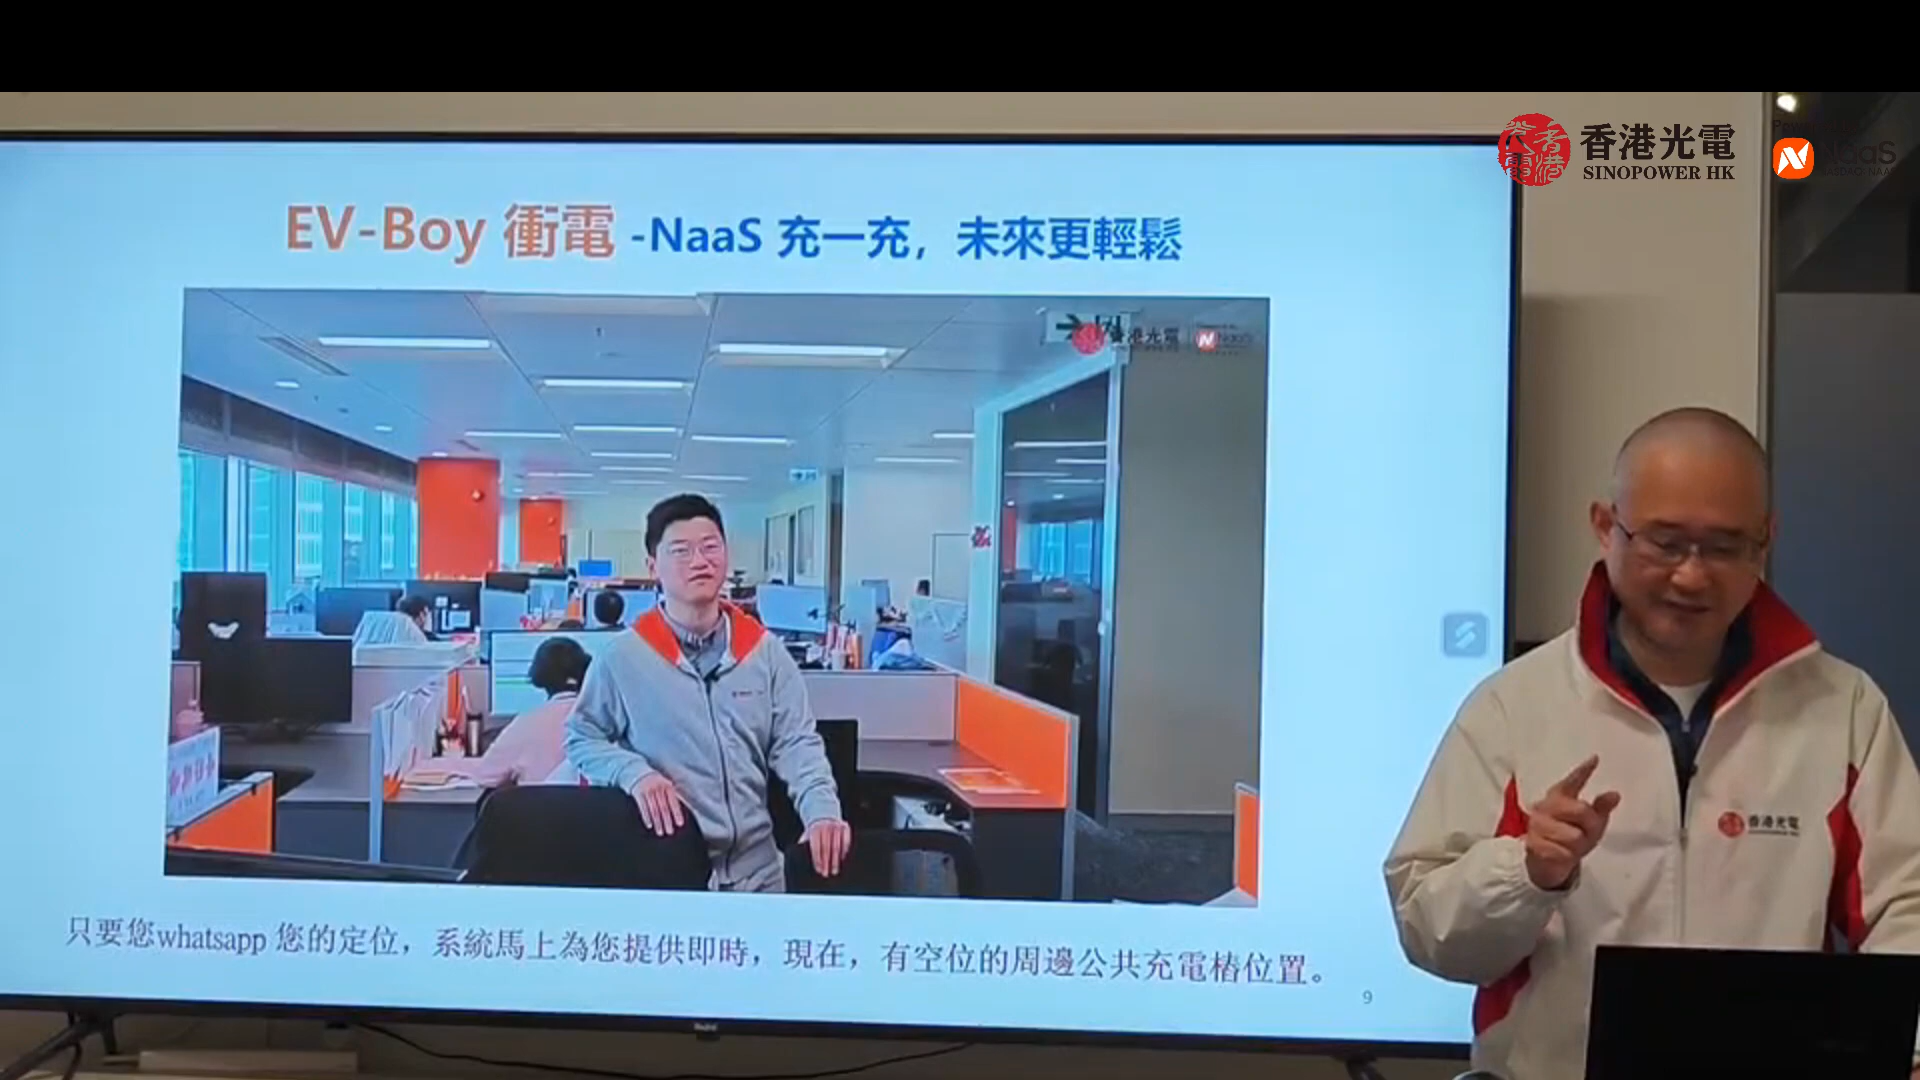 香港光電
SINOPOWER HK
NaaS
EV-Boy 衝電 -NaaS 充一充，未來更輕鬆
香港光電
NaaS
香港光電
只要您whatsapp 您的定位，系統馬上為您提供即時，現在，有空位的周邊公共充電樁位置。
9